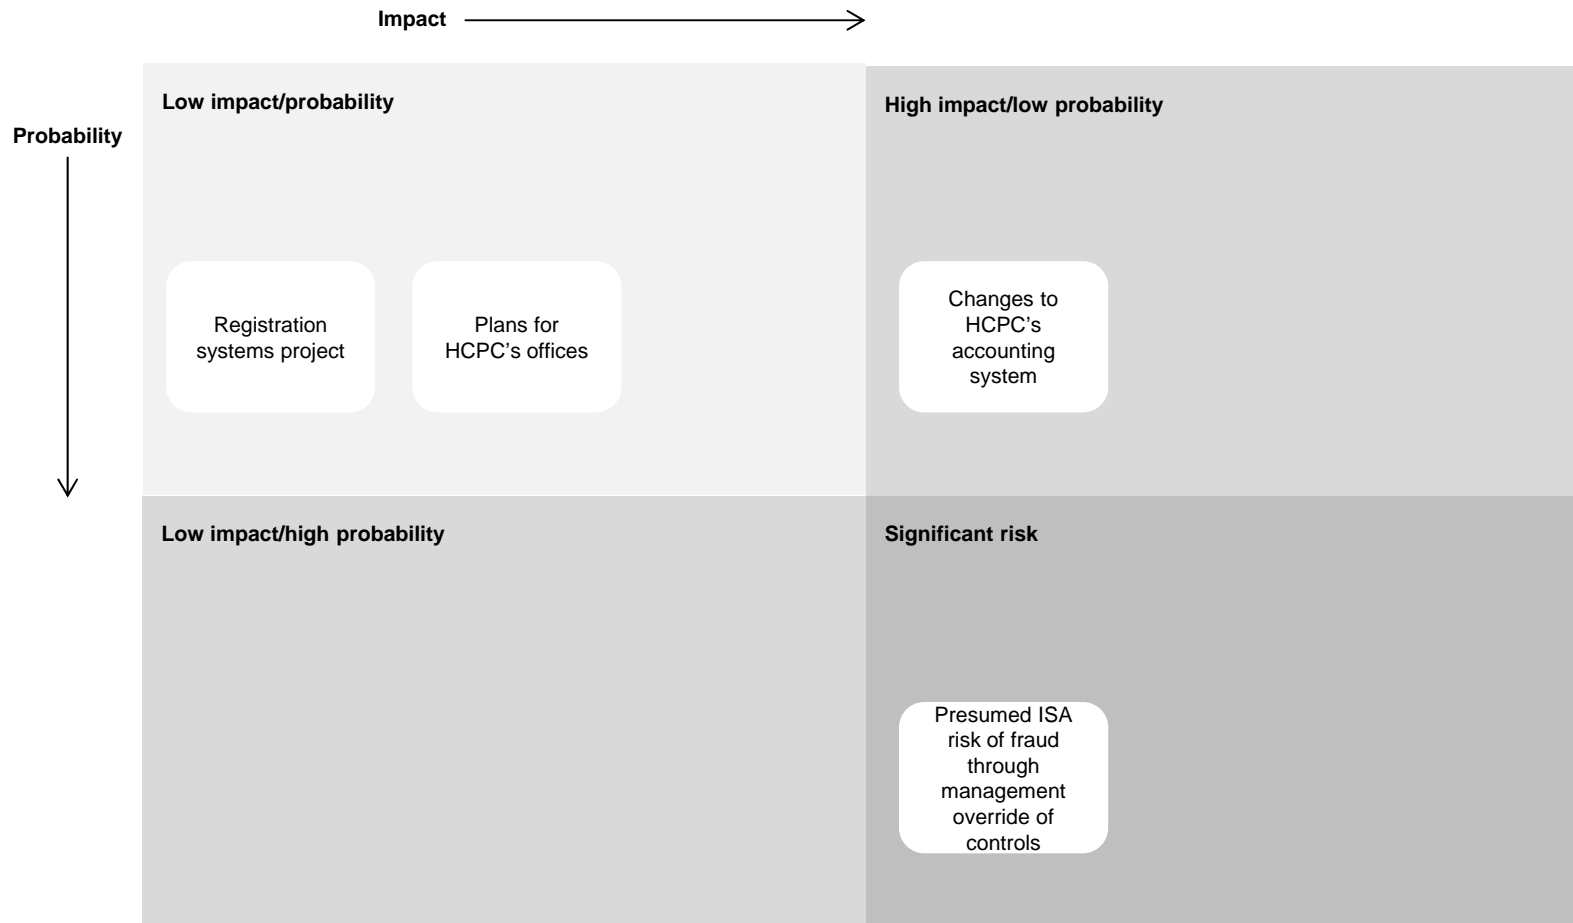 Impact
Low impact/probability
High impact/low probability
Probability
Registration
systems project
Plans for
HCPC's offices
Changes to
HCPC’s
accounting
system
Low impact/high probability
Significant risk
Presumed ISA
risk of fraud
through
management
override of
controls